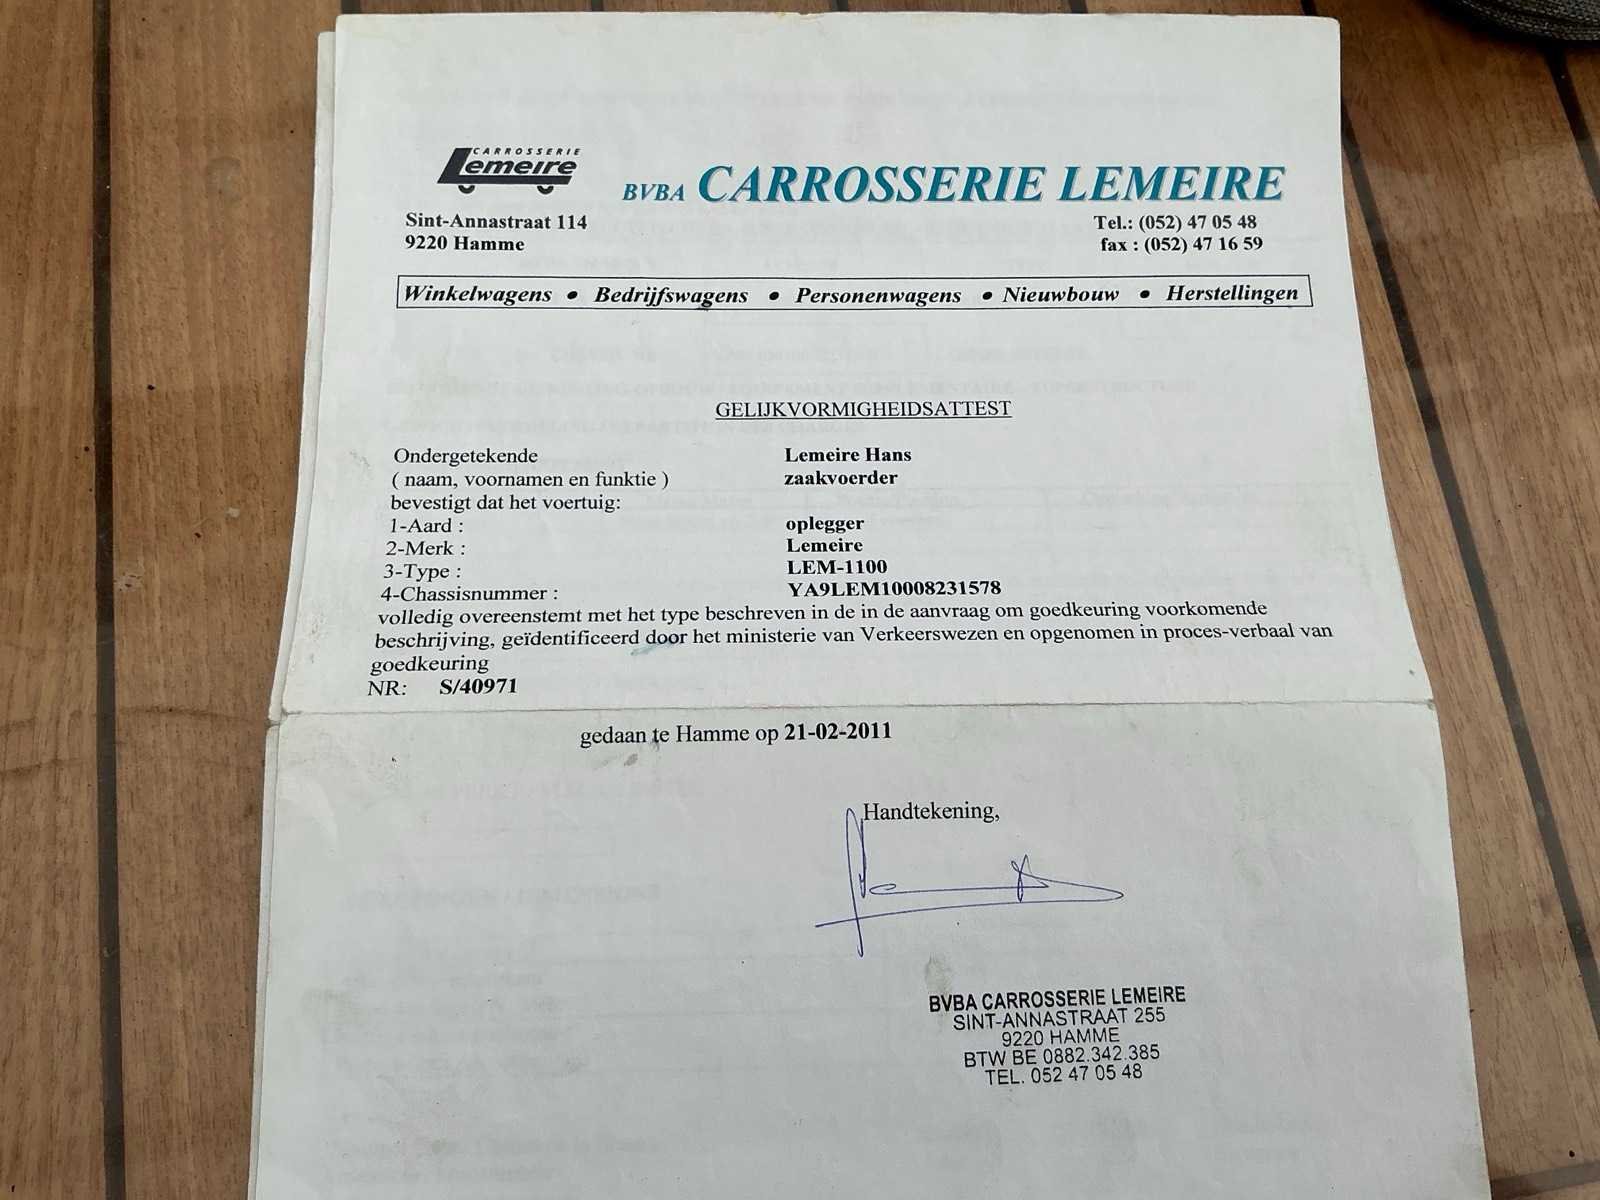 CARROSSERIE
Lemeire
BVBA CARROSSERIE LEMEIRE
Sint-Annastraat 114
9220 Hamme
Tel.: (052) 47 05 48
fax : (052) 47 16 59
Winkelwagens • Bedrijfswagens • Personenwagens • Nieuwbouw • Herstellingen
GELIJKVORMIGHEIDSATTEST
Ondergetekende Lemeire Hans
( naam, voornamen en funktie ) zaakvoerder
bevestigt dat het voertuig:
1-Aard : oplegger
2-Merk : Lemeire
3-Type : LEM-1100
4-Chassisnummer : YA9LEM10008231578
volledig overeenstemt met het type beschreven in de in de aanvraag om goedkeuring voorkomende
beschrijving, geïdentificeerd door het ministerie van Verkeerswezen en opgenomen in proces-verbaal van
goedkeuring
NR: S/40971
gedaan te Hamme op 21-02-2011
Handtekening,
BVBA CARROSSERIE LEMEIRE
SINT-ANNASTRAAT 255
9220 HAMME
BTW BE 0882.342.385
TEL. 052 47 05 48